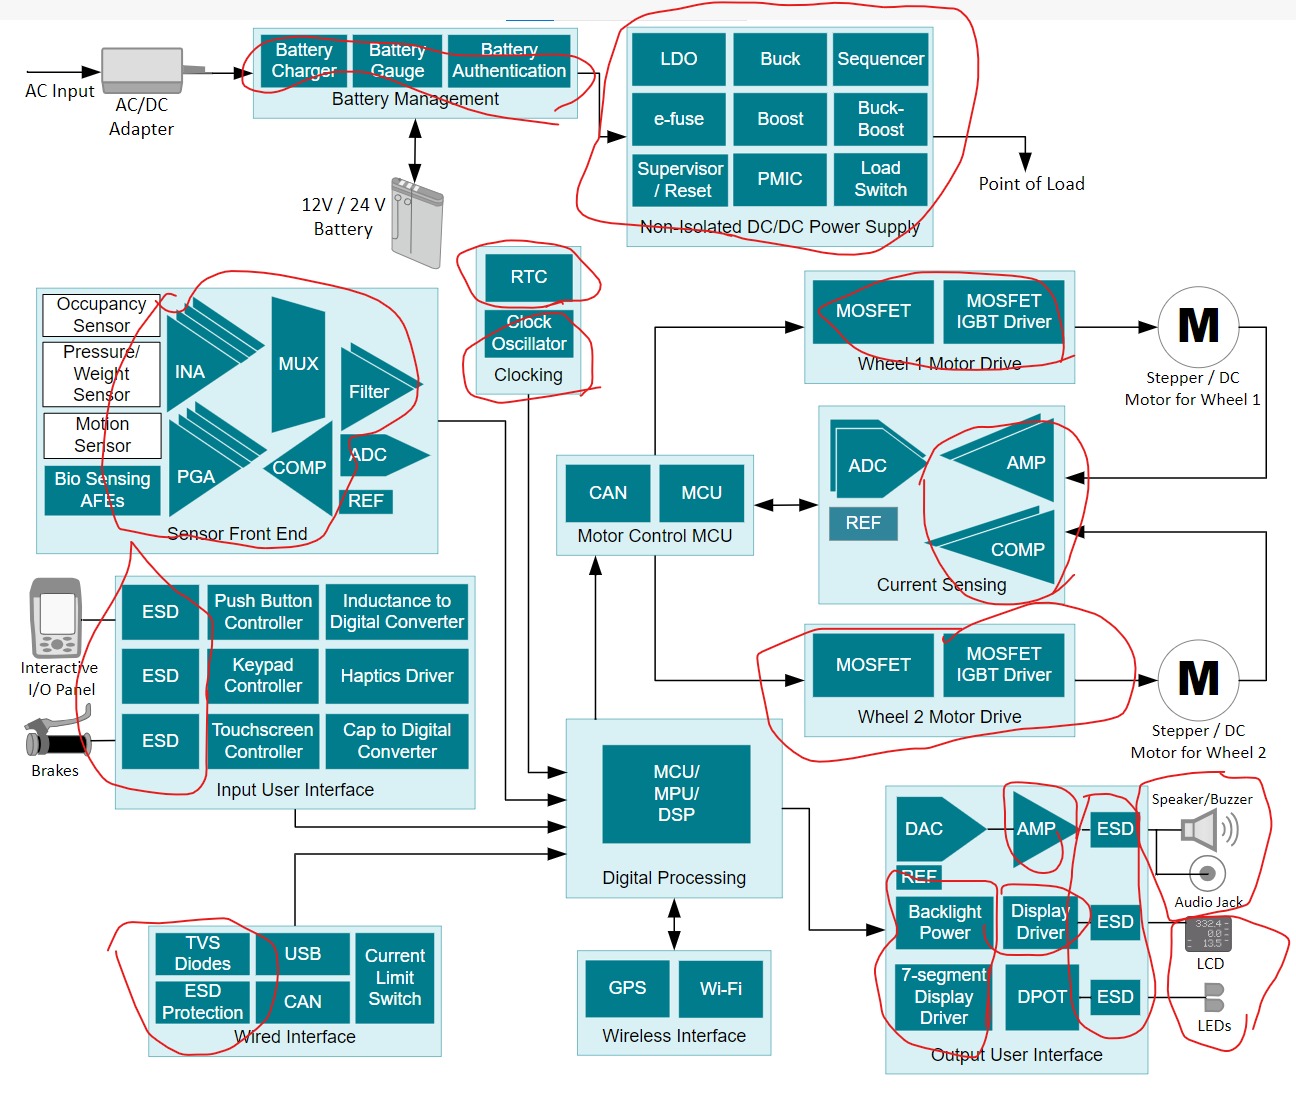 AC Input
AC/DC
Adapter
Battery
Charger
Battery
Gauge
Battery
Authentication
Battery Management
12V / 24 V
Battery
LDO
Buck
Sequencer
e-fuse
Boost
Buck-
Boost
Supervisor
/ Reset
PMIC
Load
Switch
Non-Isolated DC/DC Power Supply
Point of Load
RTC
Clock
Oscillator
Clocking
Occupancy
Sensor
Pressure/
Weight
Sensor
Motion
Sensor
Bio Sensing
AFEs
INA
MUX
Filter
PGA
COMP
ADC
REF
Sensor Front End
MOSFET
MOSFET
IGBT Driver
Wheel 1 Motor Drive
M
Stepper / DC
Motor for Wheel 1
ADC
REF
AMP
COMP
Current Sensing
CAN
MCU
Motor Control MCU
MOSFET
MOSFET
IGBT Driver
Wheel 2 Motor Drive
M
Stepper / DC
Motor for Wheel 2
Interactive
I/O Panel
Brakes
ESD
Push Button
Controller
Inductance to
Digital Converter
ESD
Keypad
Controller
Haptics Driver
ESD
Touchscreen
Controller
Cap to Digital
Converter
Input User Interface
MCU/
MPU/
DSP
Digital Processing
TVS
Diodes
USB
Current
Limit
Switch
ESD
Protection
CAN
Wired Interface
GPS
Wi-Fi
Wireless Interface
DAC
AMP
ESD
REF
Backlight
Power
Display
Driver
ESD
7-segment
Display
Driver
DPOT
ESD
Output User Interface
Speaker/Buzzer
Audio Jack
332.4
0.0
13.5
LCD
LEDs